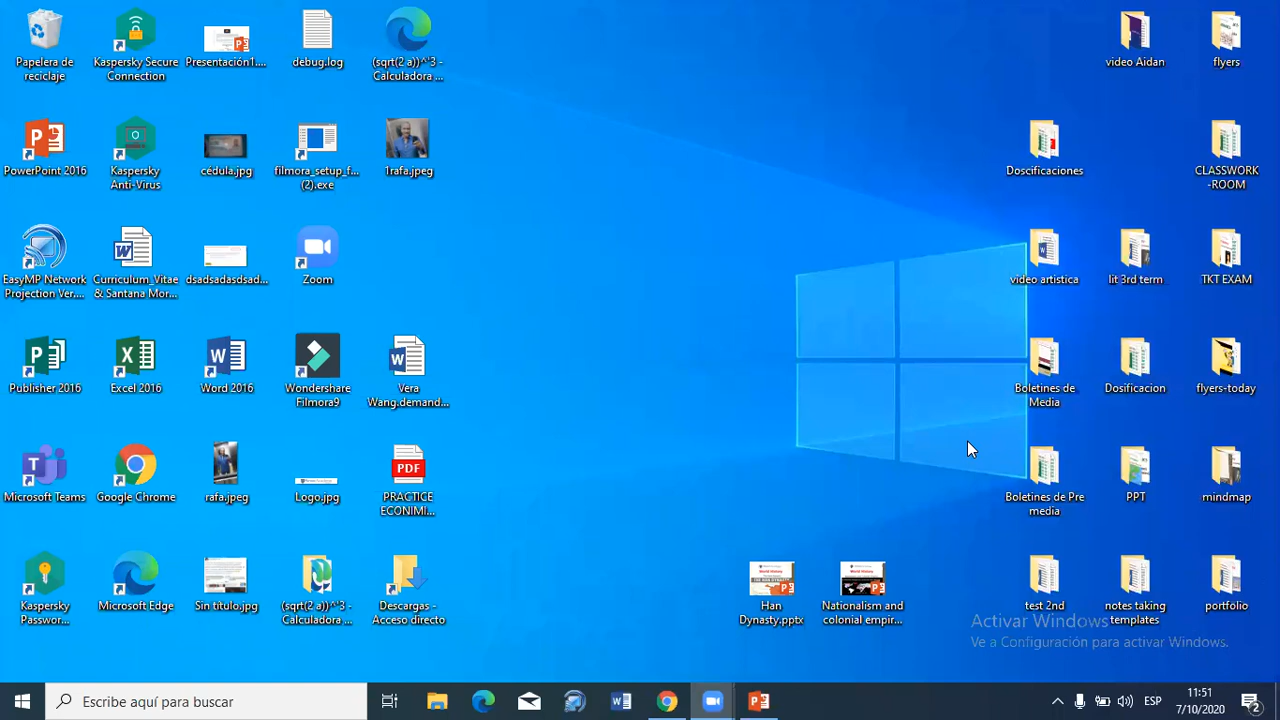 Papelera de
reciclaje
Kaspersky Secure
Connection
Presentación1....
debug.log
(sqrt(2 a))^'3 -
Calculadora ...
video Aidan
flyers
PowerPoint 2016
Kaspersky
Anti-Virus
cédula.jpg
filmora_setup_f...
(2).exe
1rafa.jpeg
Doscificaciones
CLASSWORK
-ROOM
EasyMP Network
Projection Ver....
Curriculum_Vitae
& Santana Mor...
dsadsadasdsad...
Zoom
video artistica
lit 3rd term
TKT EXAM
Publisher 2016
Excel 2016
Word 2016
Wondershare
Filmora9
Vera
Wang.demand...
Boletines de
Media
Dosificacion
flyers-today
Microsoft Teams
Google Chrome
rafa.jpeg
Logo.jpg
PDF
PRACTICE
ECONIMI...
Boletines de Pre
media
PPT
mindmap
Kaspersky
Passwor...
Microsoft Edge
Sin título.jpg
(sqrt(2 a))^'3 -
Calculadora ...
Descargas -
Acceso directo
World History
Han
Dynasty.pptx
World History
Nationalism and
colonial empir...
test 2nd
notes taking
templates
portfolio
Activar Windows
Ve a Configuración para activar Windows.
Escribe aquí para buscar
ESP
11:51
7/10/2020
2